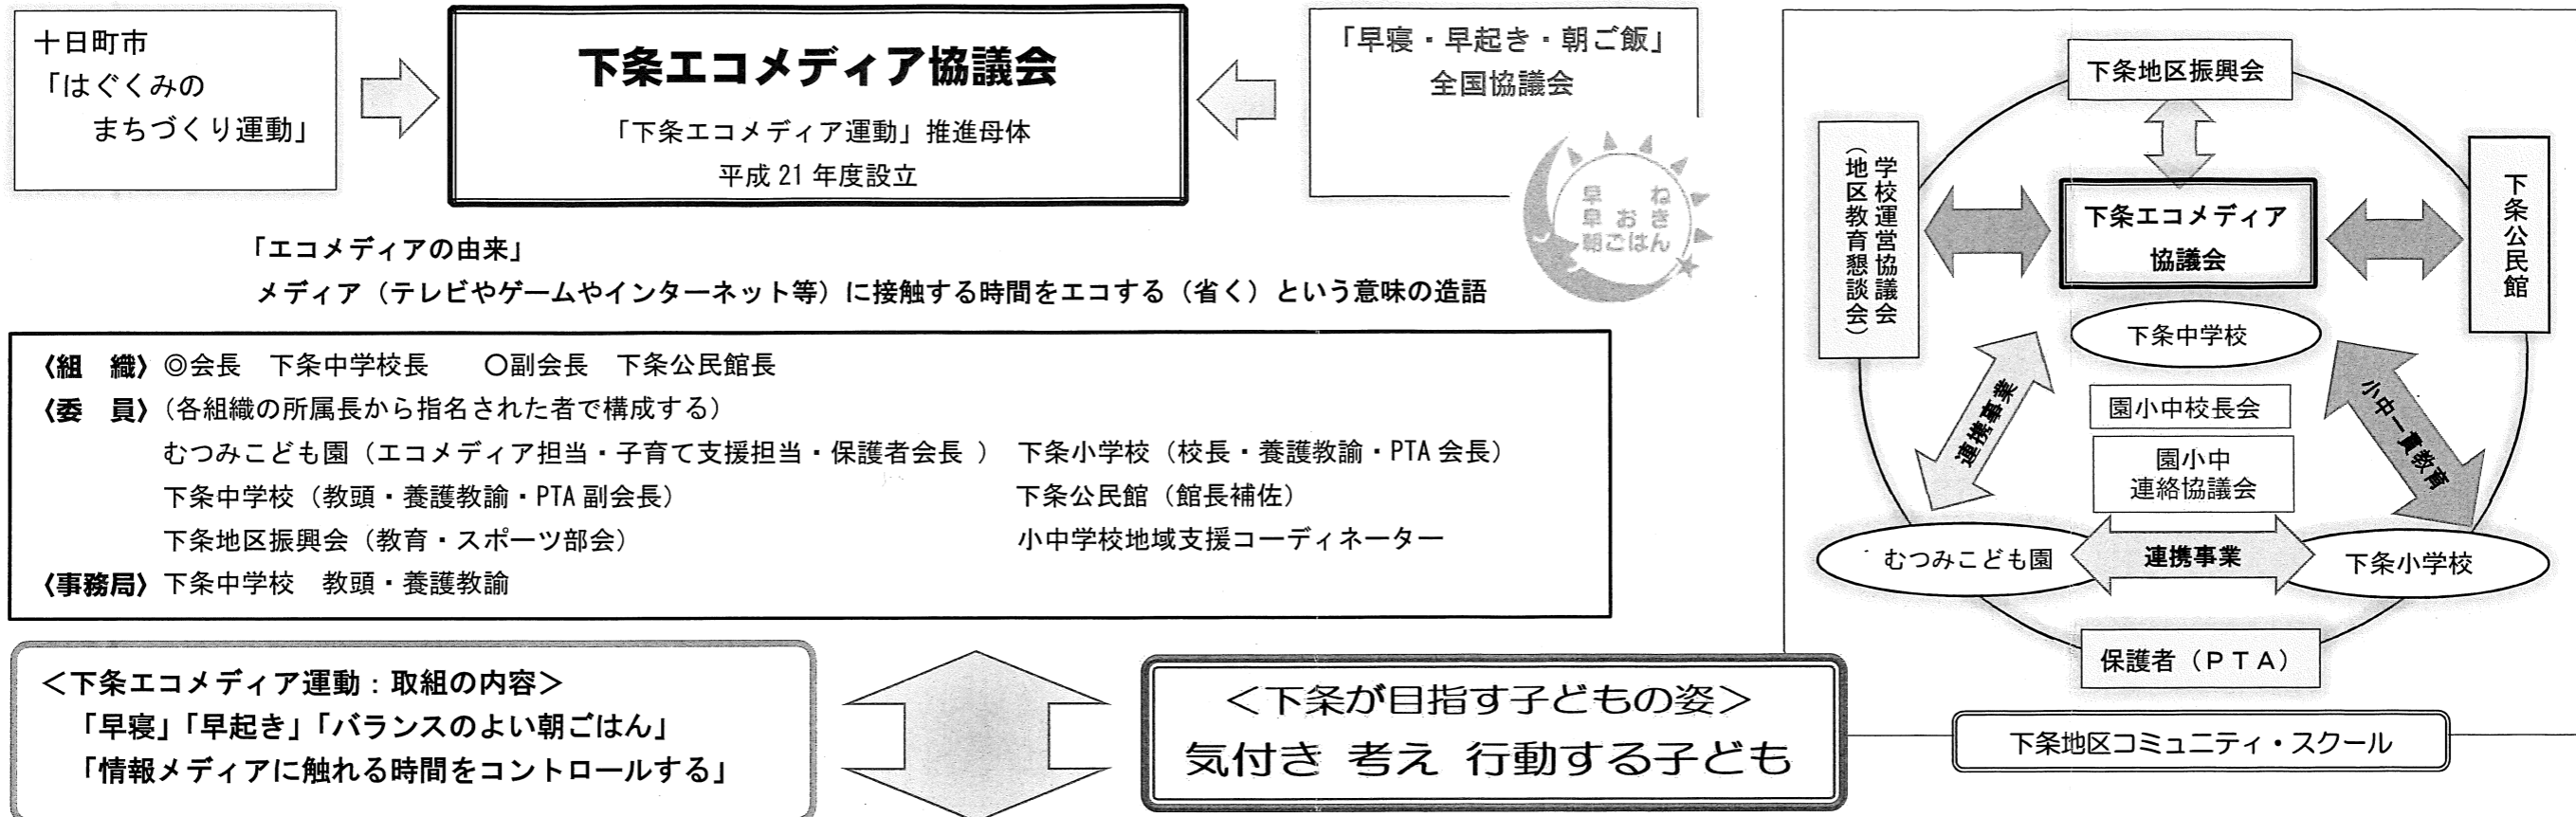 十日町市
「はぐくみの
まちづくり運動」
下条エコメディア協議会
「下条エコメディア運動」推進母体
平成 21 年度設立
「早寝・早起き・朝ご飯」
全国協議会
早ね
早おき
朝ごはん
「エコメディアの由来」
メディア（テレビやゲームやインターネット等）に接触する時間をエコする（省く）という意味の造語
〈組　織〉◎会長　下条中学校長　　○副会長　下条公民館長
〈委　員〉（各組織の所属長から指名された者で構成する）
むつみこども園（エコメディア担当・子育て支援担当・保護者会長 ）　下条小学校（校長・養護教諭・PTA 会長）
下条中学校（教頭・養護教諭・PTA 副会長）　下条公民館（館長補佐）
下条地区振興会（教育・スポーツ部会）　小中学校地域支援コーディネーター
〈事務局〉下条中学校　教頭・養護教諭
＜下条エコメディア運動：取組の内容＞
「早寝」「早起き」「バランスのよい朝ごはん」
「情報メディアに触れる時間をコントロールする」
＜下条が目指す子どもの姿＞
気付き 考え 行動する子ども
下条地区振興会
学校運営協議会
（地区教育懇談会）
下条エコメディア
協議会
下条公民館
下条中学校
園小中校長会
園小中
連絡協議会
連携事業
小中一貫教育
むつみこども園
連携事業
下条小学校
保護者（ＰＴＡ）
下条地区コミュニティ・スクール